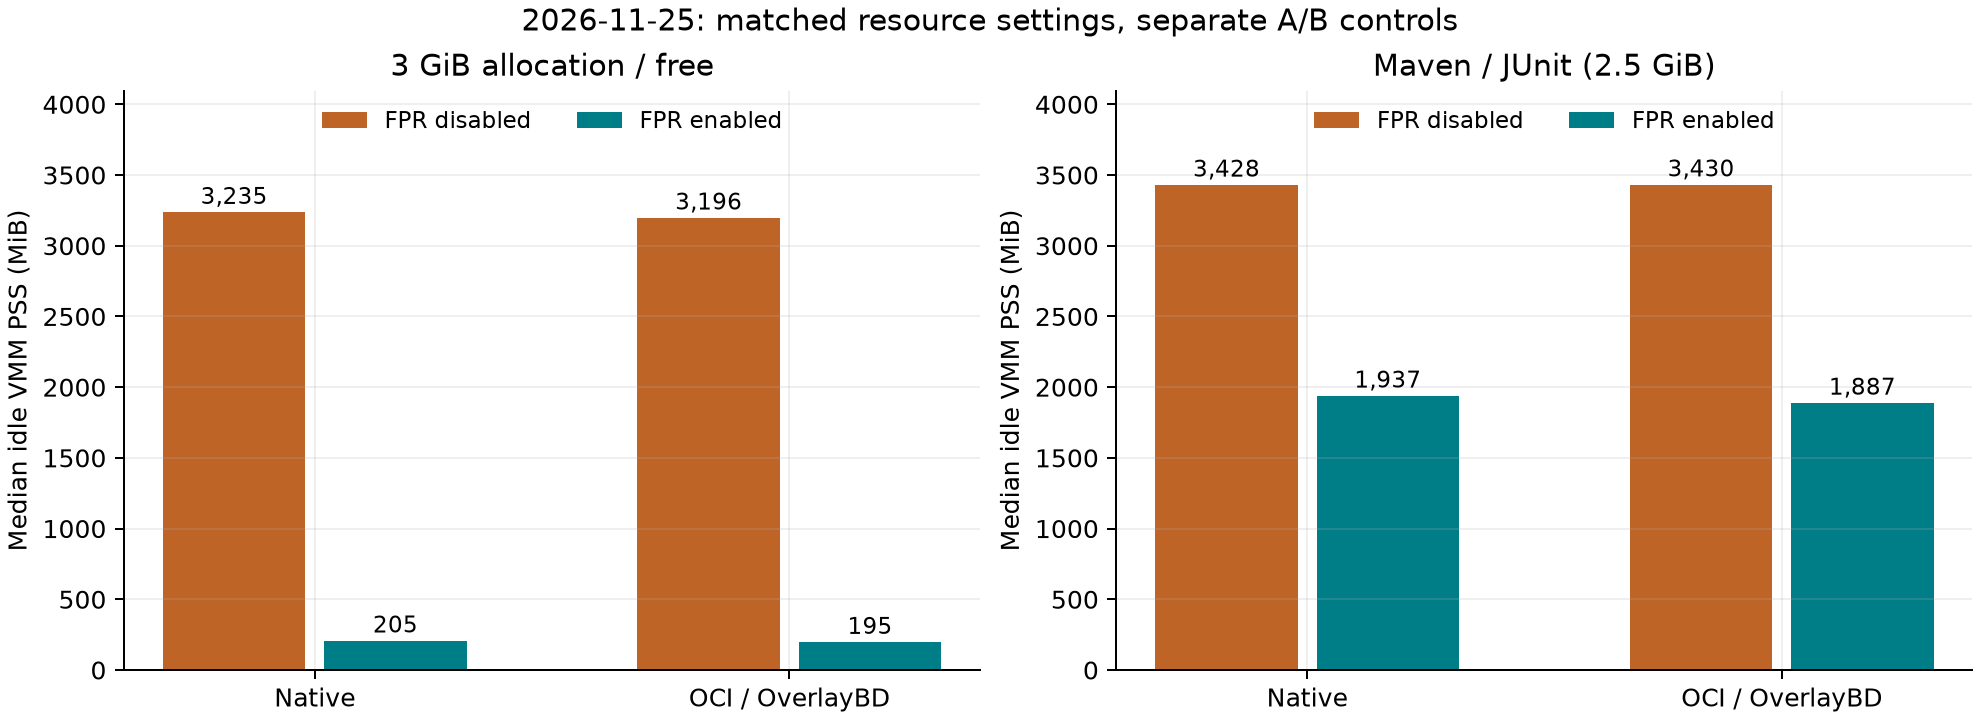 2026-11-25: matched resource settings, separate A/B controls
3 GiB allocation / free
Median idle VMM PSS (MiB)
4000
3500
3000
2500
2000
1500
1000
500
0
FPR disabled
FPR enabled
3,235
205
3,196
195
Native
OCI / OverlayBD
Maven / JUnit (2.5 GiB)
Median idle VMM PSS (MiB)
4000
3500
3000
2500
2000
1500
1000
500
0
FPR disabled
FPR enabled
3,428
1,937
3,430
1,887
Native
OCI / OverlayBD